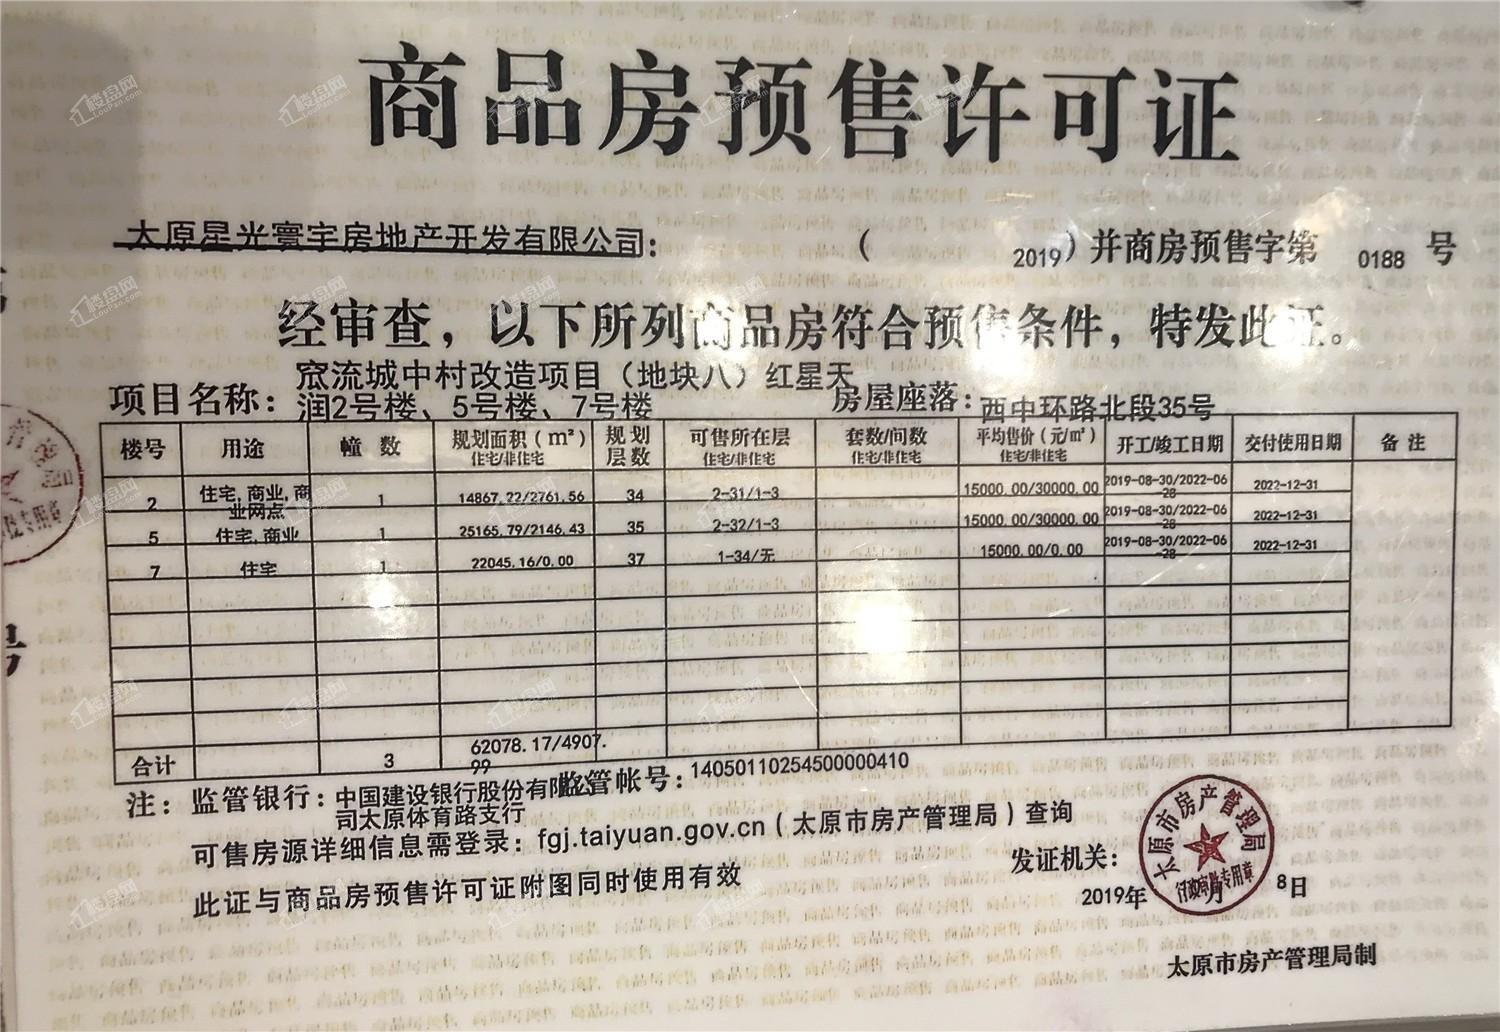 商品房预售许可证
太原星光寰宇房地产开发有限公司： （ 2019）并商房预售字第 0188 号
经审查，以下所列商品房符合预售条件，特发此证。
项目名称：窊流城中村改造项目（地块八）红星天
润2号楼、5号楼、7号楼
房屋座落：西中环路北段35号
楼号 用途 幢 数 规划面积（m²） 规划 可售所在层 套数/间数 平均售价（元/㎡） 开工/竣工日期 交付使用日期 备 注
住宅/非住宅 层数 住宅/非住宅 住宅/非住宅 住宅/非住宅
2 住宅,商业,商 1 14867.22/2761.56 34 2-31/1-3 15000.00/30000.00 2019-08-30/2022-06 2022-12-31
业网点 -28
5 住宅,商业 1 25165.79/2146.43 35 2-32/1-3 15000.00/30000.00 2019-08-30/2022-06 2022-12-31
-28
7 住宅 1 22045.16/0.00 37 1-34/无 15000.00/0.00 2019-08-30/2022-06 2022-12-31
-28
合计 3 62078.17/4907.
99
注：监管银行：中国建设银行股份有限公
司太原体育路支行
监管帐号：14050110254500000410
可售房源详细信息需登录：fgj.taiyuan.gov.cn（太原市房产管理局）查询
此证与商品房预售许可证附图同时使用有效
发证机关：
太原市房产管理局
行政审批专用章
2019年 月 8日
太原市房产管理局制
号
楼盘网
LouPan.com